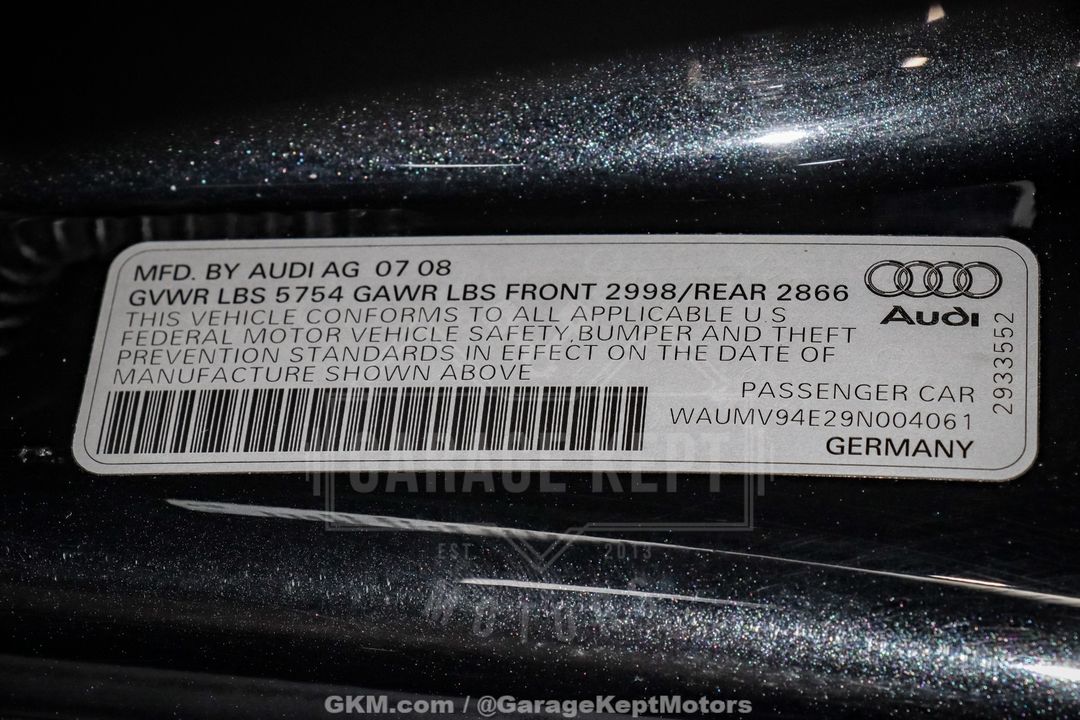 MFD. BY AUDI AG 07 08
GVWR LBS 5754 GAWR LBS FRONT 2998/REAR 2866
THIS VEHICLE CONFORMS TO ALL APPLICABLE U S
FEDERAL MOTOR VEHICLE SAFETY, BUMPER AND THEFT
PREVENTION STANDARDS IN EFFECT ON THE DATE OF
MANUFACTURE SHOWN ABOVE
Audi
2933552
PASSENGER CAR
WAUMV94E29N004061
GERMANY
GARAGE KEPT
EST. 2013
MOTORS
GKM.com / @GarageKeptMotors